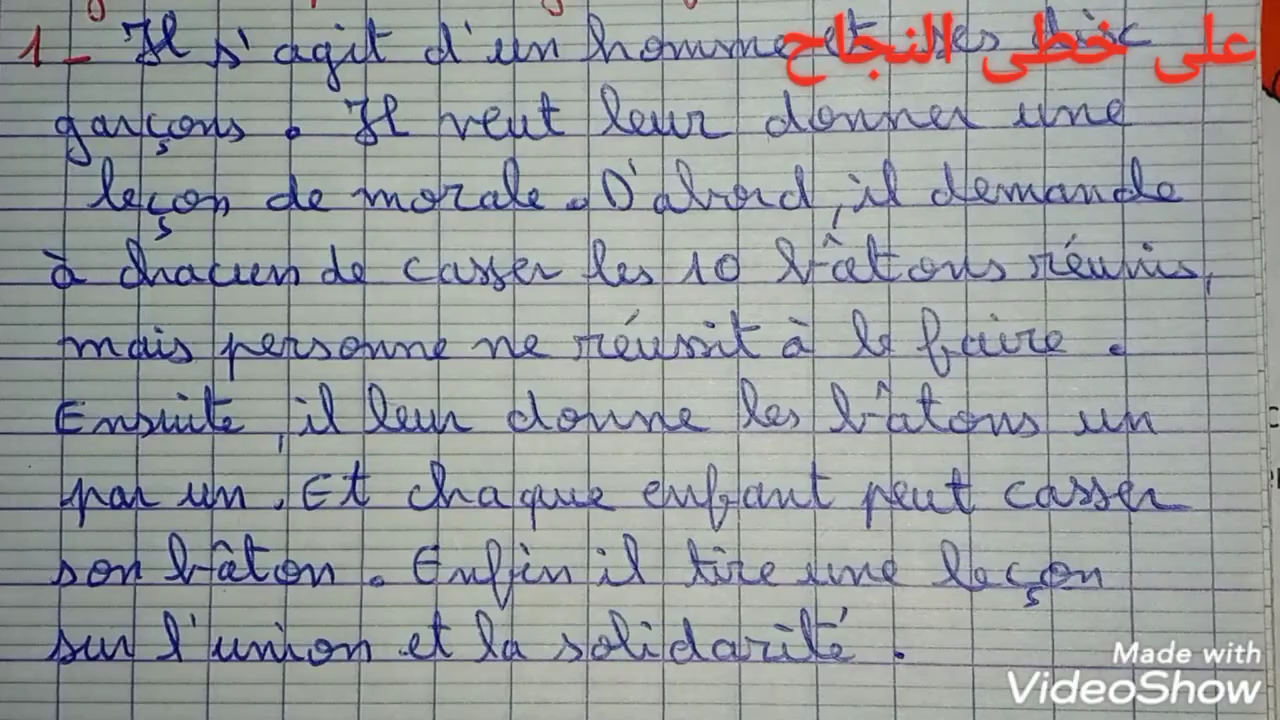 1 - Il s'agit d'un homme et ses dix
على خطى النجاح
garçons. Il veut leur donner une
leçon de morale. D'abord, il demande
à chacun de casser les 10 bâtons réunis,
mais personne ne réussit à le faire.
Ensuite, il leur donne les bâtons un
par un. Et chaque enfant peut casser
son bâton. Enfin il tire une leçon
sur l'union et la solidarité.
Made with
VideoShow